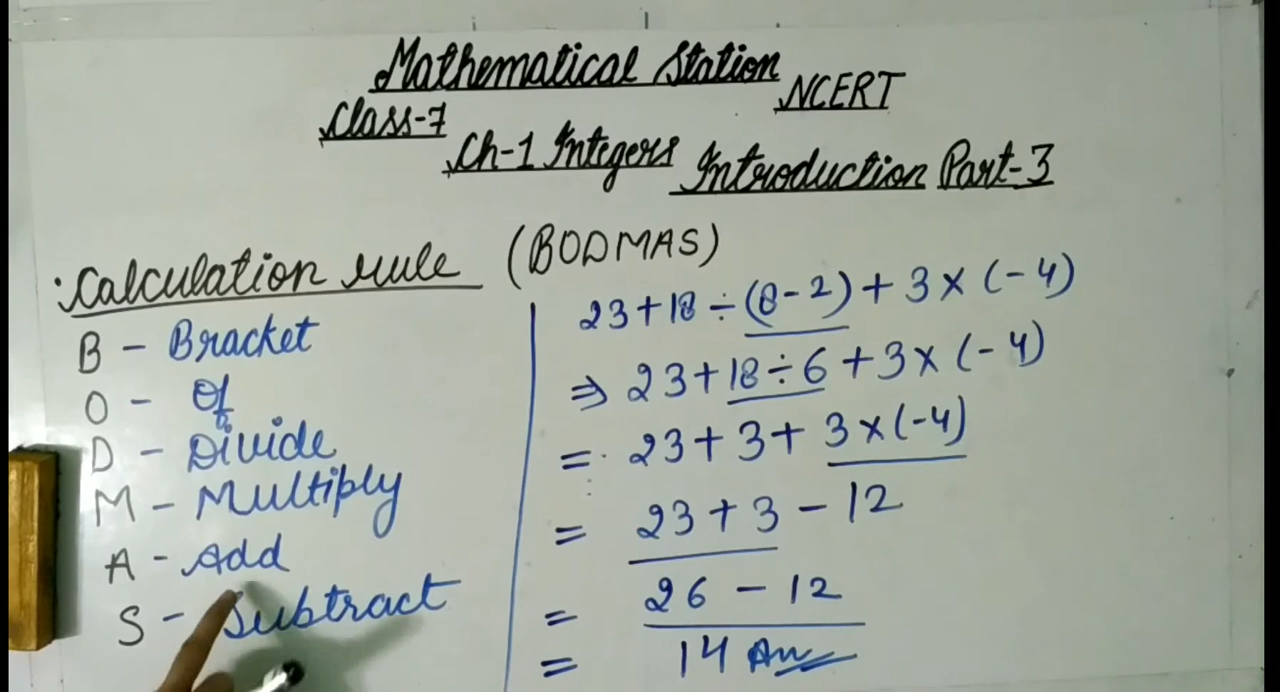 Mathematical Station
NCERT
Class-7
Ch-1 Integers Introduction Part-3
Calculation rule (BODMAS)
B - Bracket
O - Of
D - Divide
M - Multiply
A - Add
S - Subtract
23+18÷(8-2)+3×(-4)
⇒ 23+18÷6+3×(-4)
= 23+3+3×(-4)
= 23+3-12
= 26-12
= 14 Ans